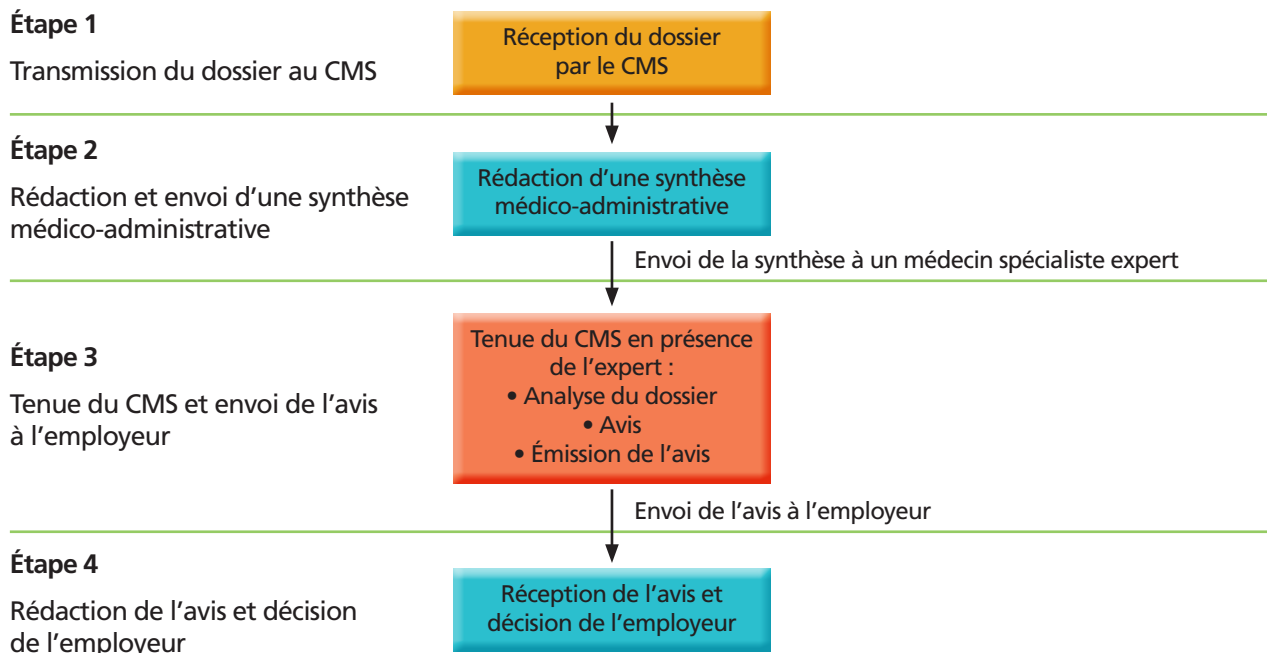 Étape 1
Transmission du dossier au CMS
Réception du dossier
par le CMS
Étape 2
Rédaction et envoi d’une synthèse
médico-administrative
Rédaction d’une synthèse
médico-administrative
Envoi de la synthèse à un médecin spécialiste expert
Étape 3
Tenue du CMS et envoi de l’avis
à l’employeur
Tenue du CMS en présence
de l’expert :
• Analyse du dossier
• Avis
• Émission de l’avis
Envoi de l’avis à l’employeur
Étape 4
Rédaction de l’avis et décision
de l’employeur
Réception de l’avis et
décision de l’employeur